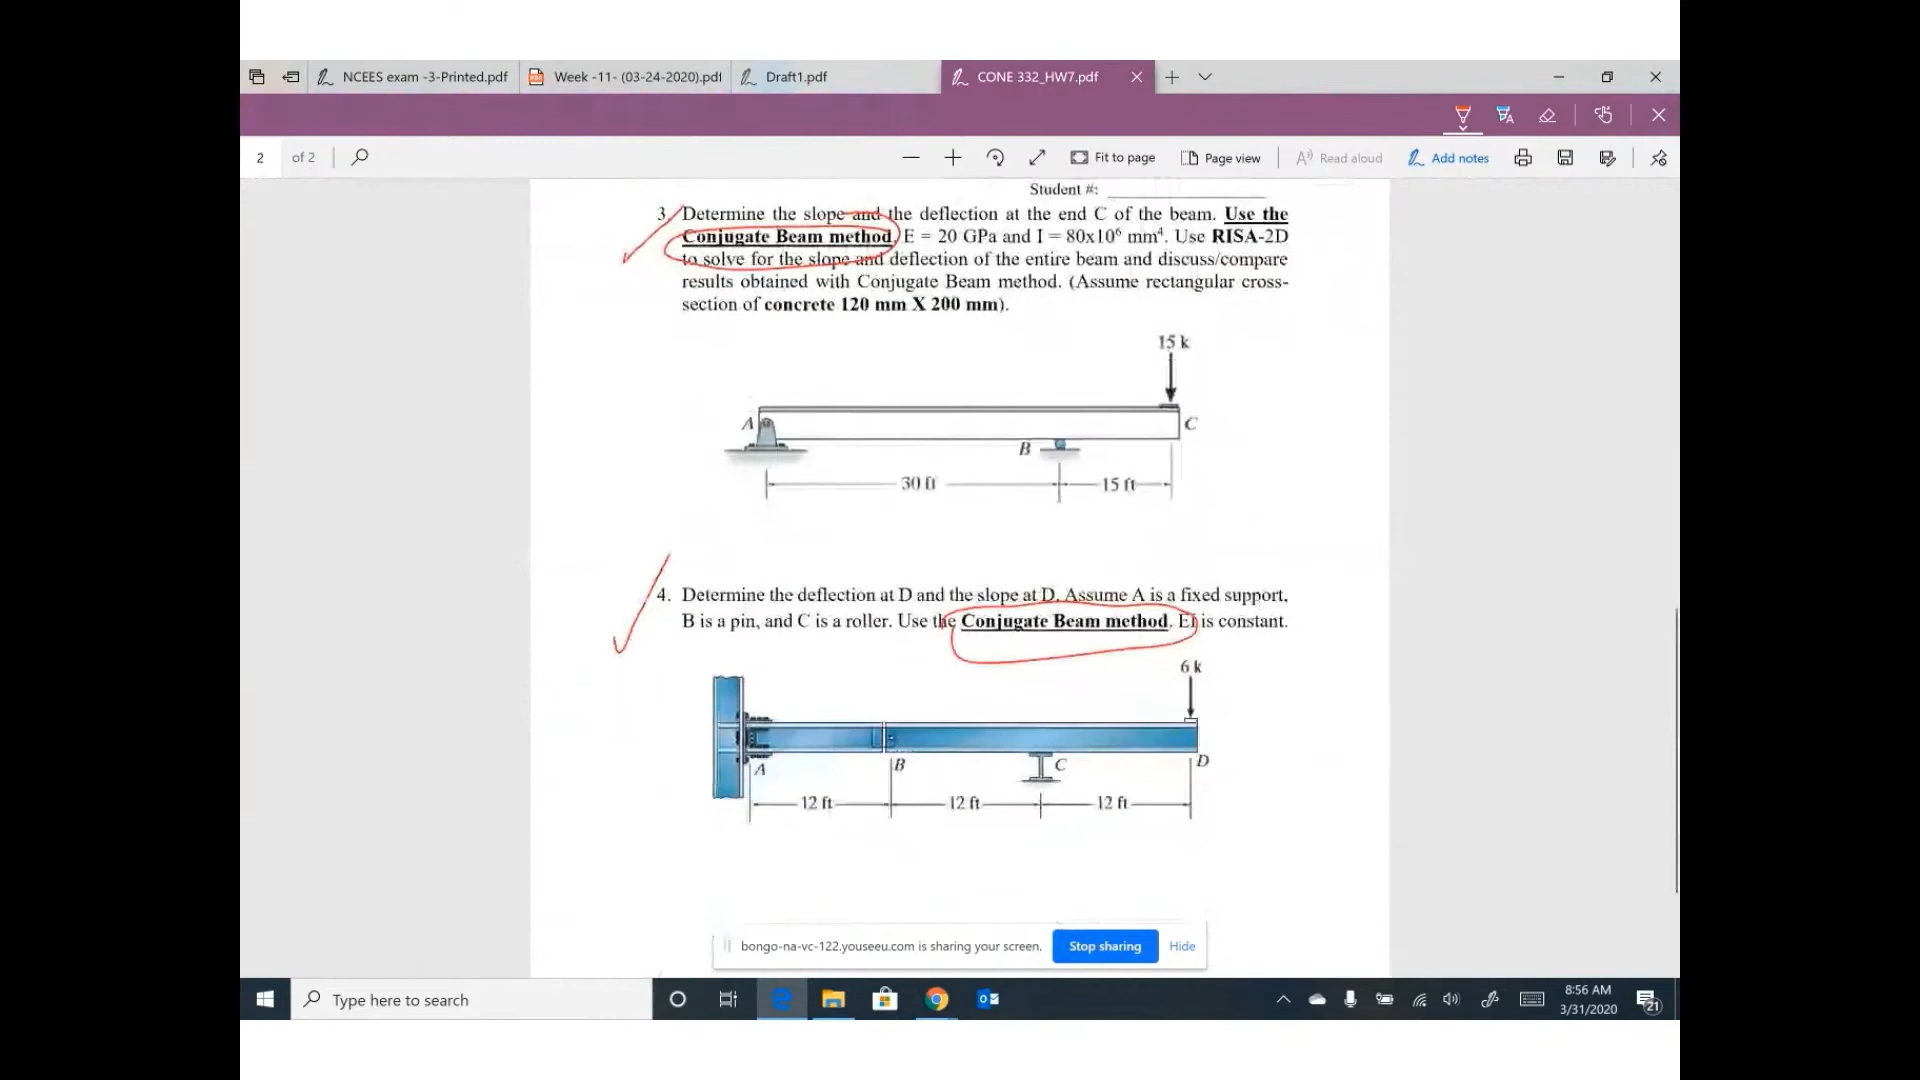 NCEES exam -3-Printed.pdf
Week -11- (03-24-2020).pdf
Draft1.pdf
CONE 332_HW7.pdf
2 of 2
Fit to page
Page view
Read aloud
Add notes
Student #:
3. Determine the slope and the deflection at the end C of the beam. Use the
Conjugate Beam method. E = 20 GPa and I = 80x10⁶ mm⁴. Use RISA-2D
to solve for the slope and deflection of the entire beam and discuss/compare
results obtained with Conjugate Beam method. (Assume rectangular cross-
section of concrete 120 mm X 200 mm).
15 k
A
C
B
30 ft
15 ft
4. Determine the deflection at D and the slope at D. Assume A is a fixed support,
B is a pin, and C is a roller. Use the Conjugate Beam method. EI is constant.
6 k
A
B
C
D
12 ft
12 ft
12 ft
bongo-na-vc-122.youseeu.com is sharing your screen.
Stop sharing
Hide
Type here to search
8:56 AM
3/31/2020
21